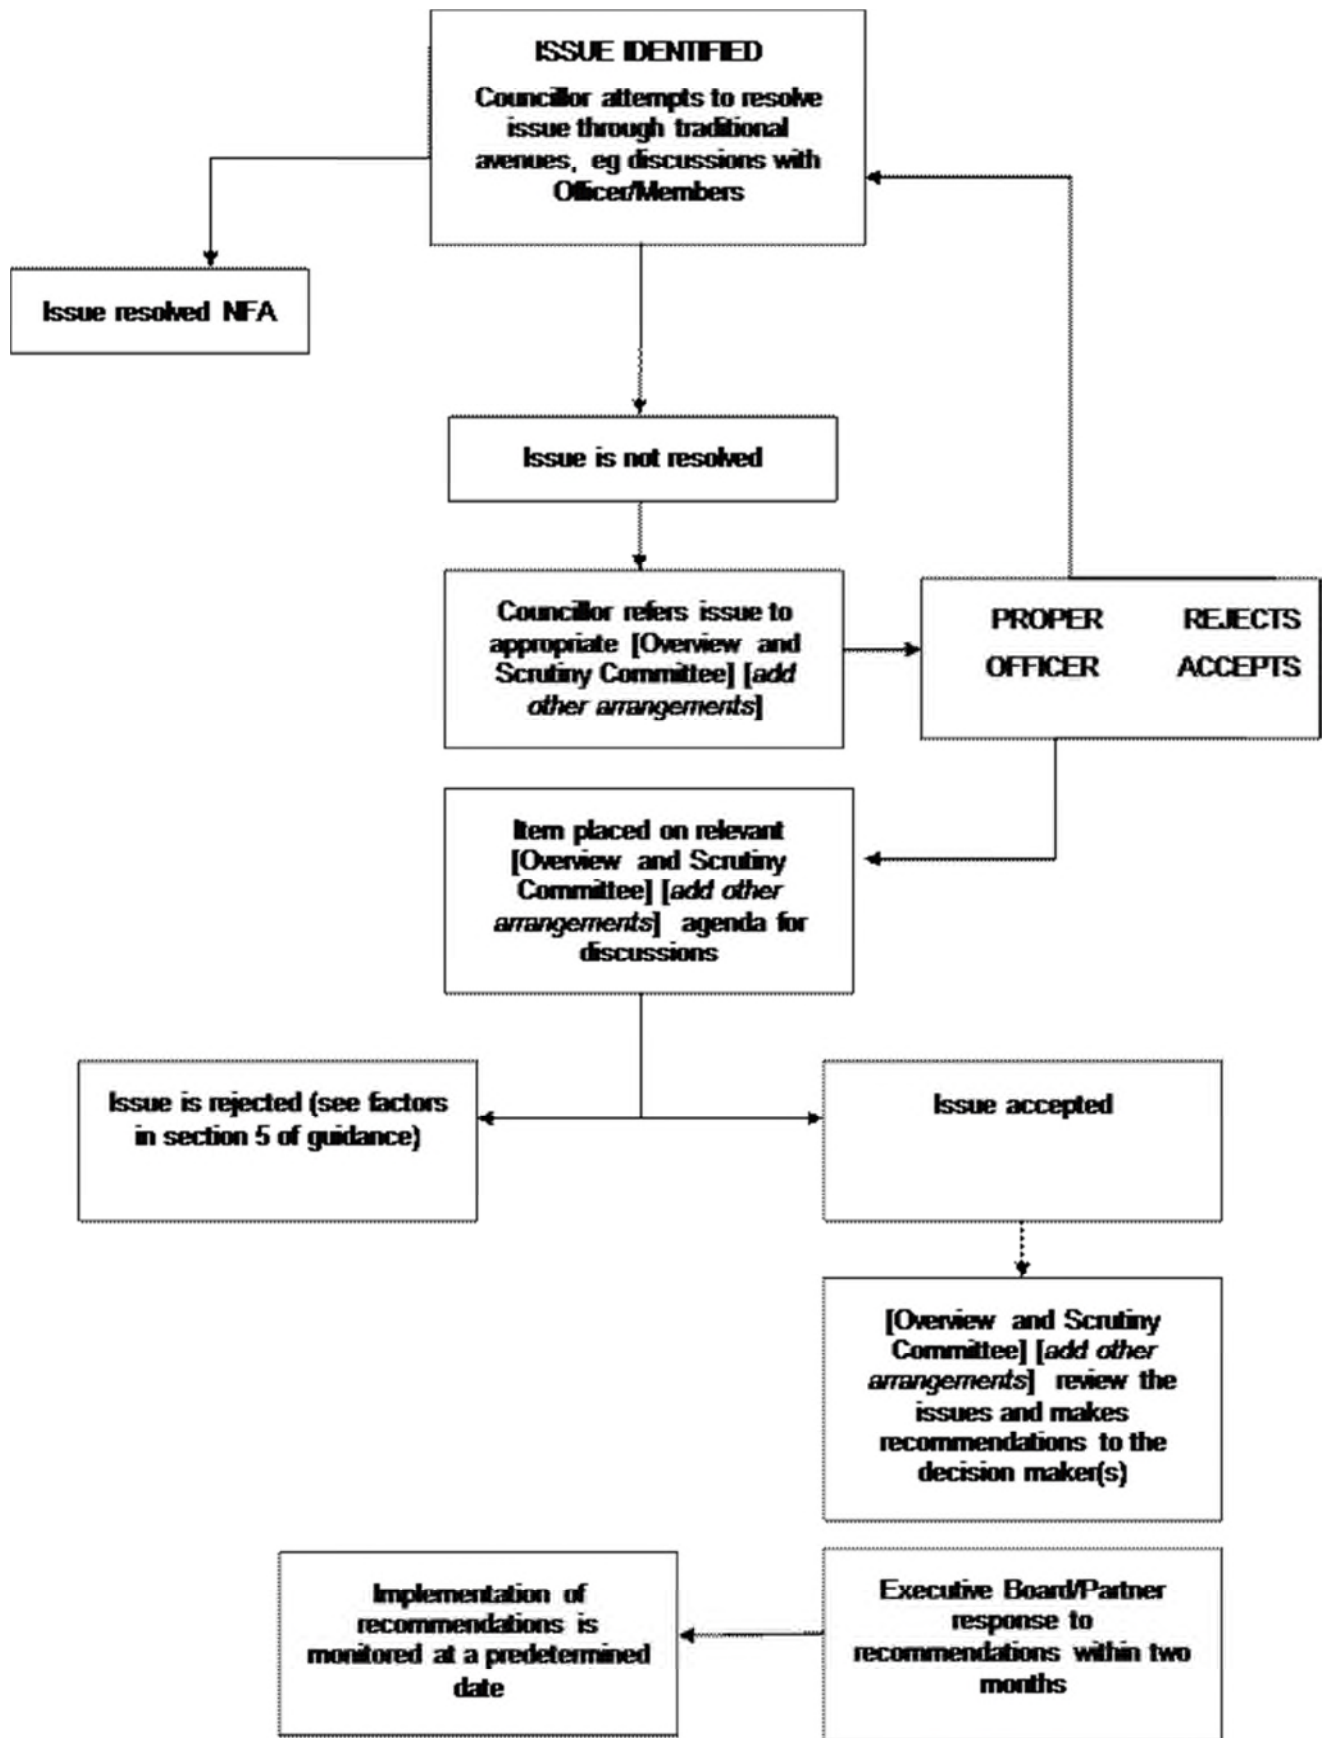 ISSUE IDENTIFIED
Councillor attempts to resolve
issue through traditional
avenues, eg discussions with
Officer/Members
Issue resolved NFA
Issue is not resolved
Councillor refers issue to
appropriate [Overview and
Scrutiny Committee] [add
other arrangements]
PROPER REJECTS
OFFICER ACCEPTS
Item placed on relevant
[Overview and Scrutiny
Committee] [add other
arrangements] agenda for
discussions
Issue is rejected (see factors
in section 5 of guidance)
Issue accepted
[Overview and Scrutiny
Committee] [add other
arrangements] review the
issues and makes
recommendations to the
decision maker(s)
Implementation of
recommendations is
monitored at a predetermined
date
Executive Board/Partner
response to
recommendations within two
months